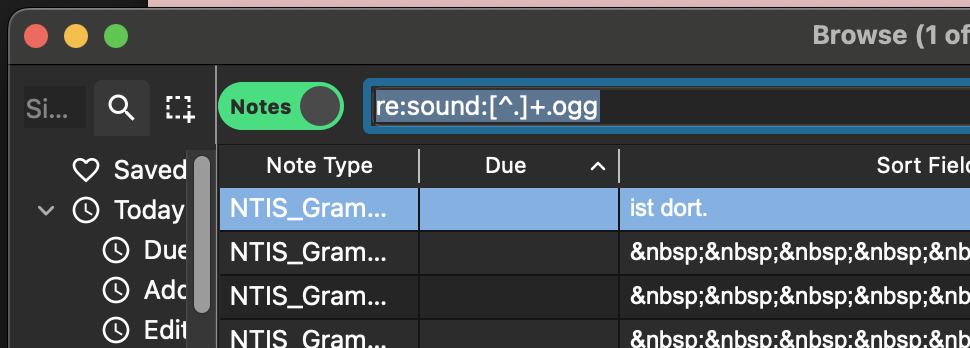 Browse (1 of
Si...
Notes
re:sound:[^.]+.ogg
Saved
Today
Due
Add
Edit
Note Type Due Sort Field
NTIS_Gram... ist dort.
NTIS_Gram... &nbsp;&nbsp;&nbsp;&nbsp;&nb
NTIS_Gram... &nbsp;&nbsp;&nbsp;&nbsp;&nb
NTIS_Gram... &nbsp;&nbsp;&nbsp;&nbsp;&nb